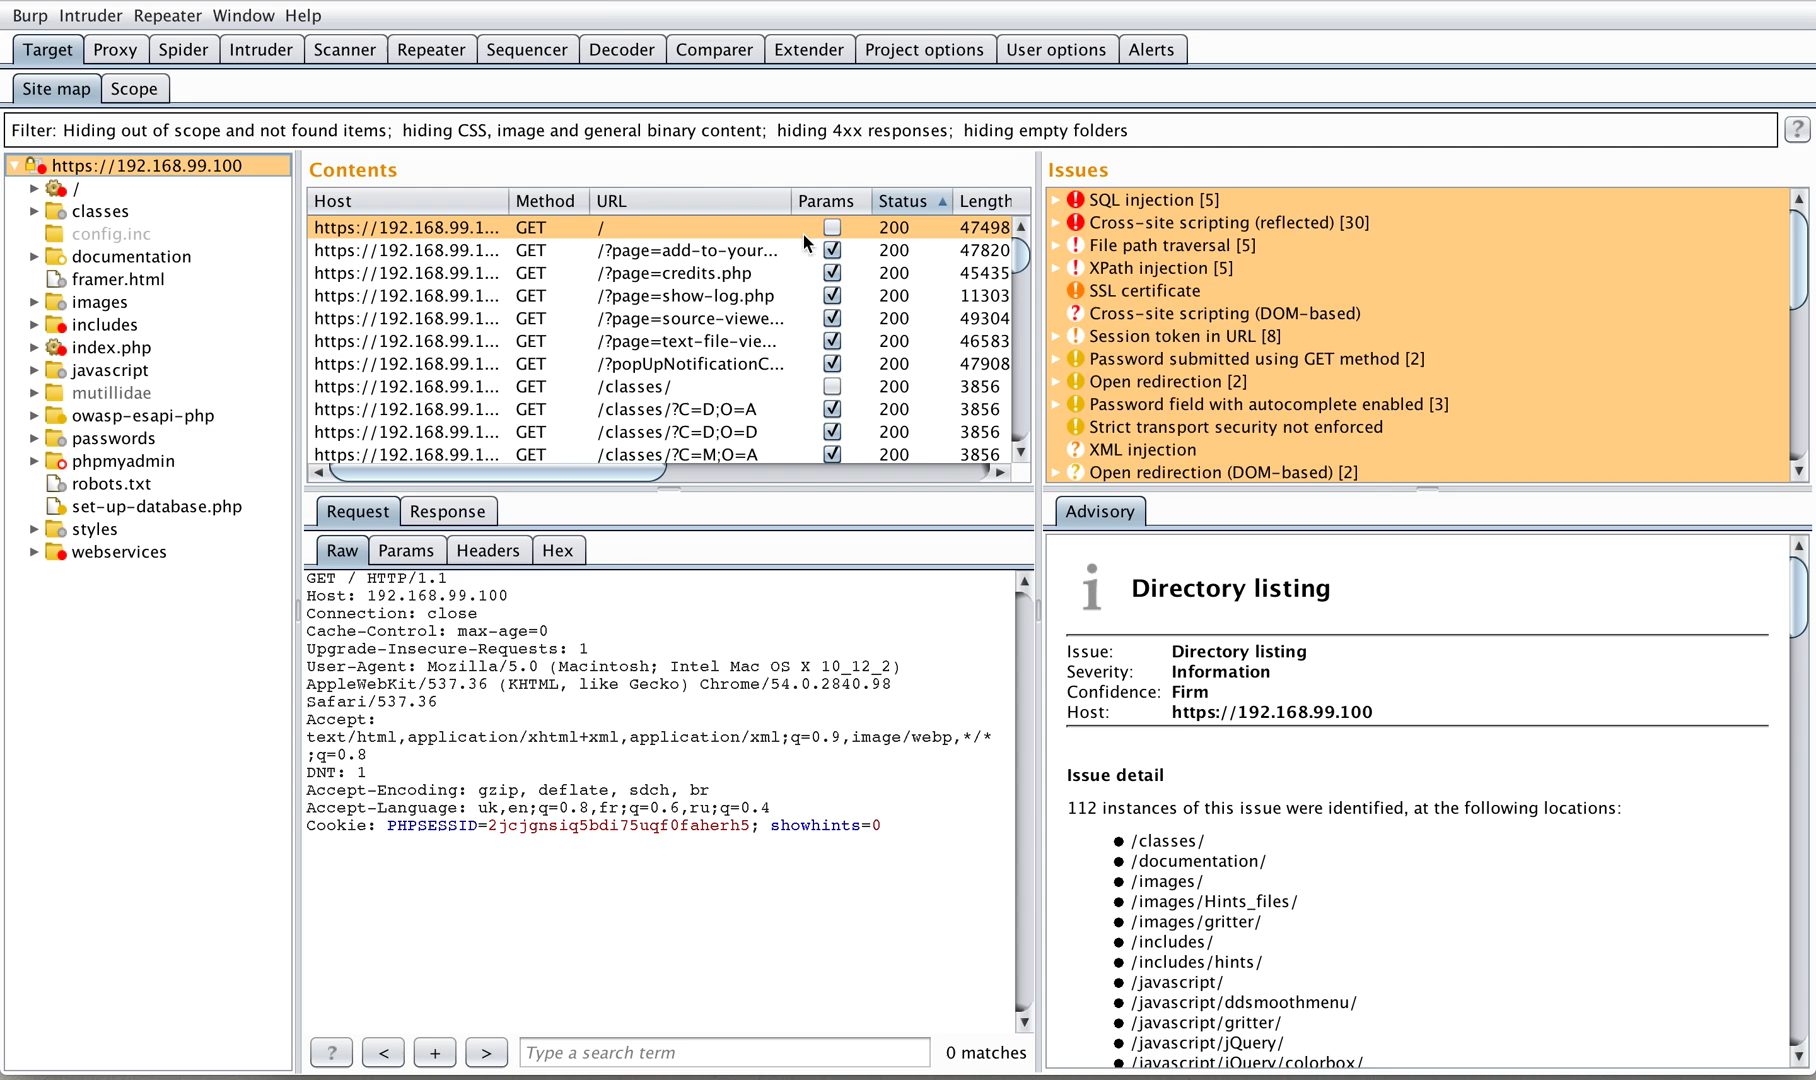 Burp Intruder Repeater Window Help
Target Proxy Spider Intruder Scanner Repeater Sequencer Decoder Comparer Extender Project options User options Alerts
Site map Scope
Filter: Hiding out of scope and not found items; hiding CSS, image and general binary content; hiding 4xx responses; hiding empty folders ?
https://192.168.99.100
/
classes
config.inc
documentation
framer.html
images
includes
index.php
javascript
mutillidae
owasp-esapi-php
passwords
phpmyadmin
robots.txt
set-up-database.php
styles
webservices
Contents
Host Method URL Params Status Length
https://192.168.99.1... GET / 200 47498
https://192.168.99.1... GET /?page=add-to-your... 200 47820
https://192.168.99.1... GET /?page=credits.php 200 45435
https://192.168.99.1... GET /?page=show-log.php 200 11303
https://192.168.99.1... GET /?page=source-viewe... 200 49304
https://192.168.99.1... GET /?page=text-file-vie... 200 46583
https://192.168.99.1... GET /?popUpNotificationC... 200 47908
https://192.168.99.1... GET /classes/ 200 3856
https://192.168.99.1... GET /classes/?C=D;O=A 200 3856
https://192.168.99.1... GET /classes/?C=D;O=D 200 3856
https://192.168.99.1... GET /classes/?C=M;O=A 200 3856
Request Response
Raw Params Headers Hex
GET / HTTP/1.1
Host: 192.168.99.100
Connection: close
Cache-Control: max-age=0
Upgrade-Insecure-Requests: 1
User-Agent: Mozilla/5.0 (Macintosh; Intel Mac OS X 10_12_2)
AppleWebKit/537.36 (KHTML, like Gecko) Chrome/54.0.2840.98
Safari/537.36
Accept:
text/html,application/xhtml+xml,application/xml;q=0.9,image/webp,*/*
;q=0.8
DNT: 1
Accept-Encoding: gzip, deflate, sdch, br
Accept-Language: uk,en;q=0.8,fr;q=0.6,ru;q=0.4
Cookie: PHPSESSID=2jcjgnsiq5bdi75uqf0faherh5; showhints=0
? < + > Type a search term 0 matches
Issues
SQL injection [5]
Cross-site scripting (reflected) [30]
File path traversal [5]
XPath injection [5]
SSL certificate
Cross-site scripting (DOM-based)
Session token in URL [8]
Password submitted using GET method [2]
Open redirection [2]
Password field with autocomplete enabled [3]
Strict transport security not enforced
XML injection
Open redirection (DOM-based) [2]
Advisory
Directory listing
Issue: Directory listing
Severity: Information
Confidence: Firm
Host: https://192.168.99.100
Issue detail
112 instances of this issue were identified, at the following locations:
/classes/
/documentation/
/images/
/images/Hints_files/
/images/gritter/
/includes/
/includes/hints/
/javascript/
/javascript/ddsmoothmenu/
/javascript/gritter/
/javascript/jQuery/
/javascript/jQuery/colorbox/